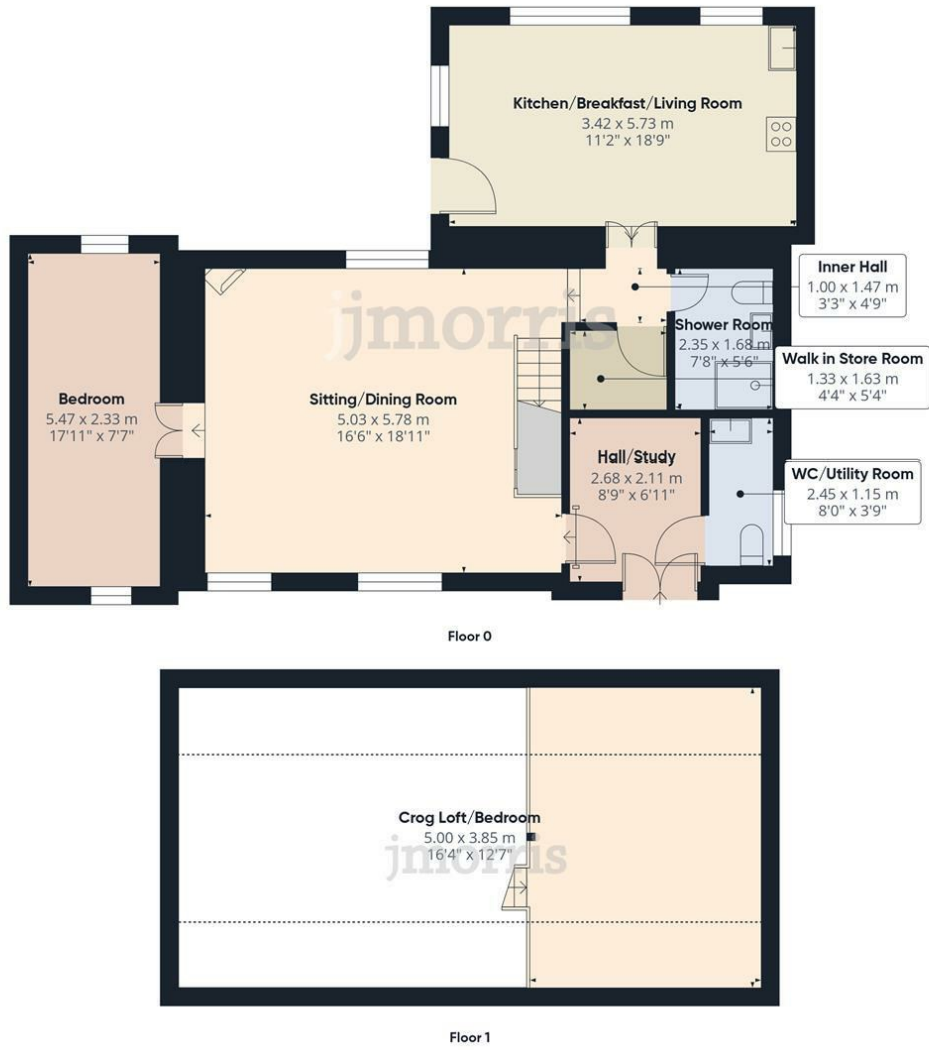 Kitchen/Breakfast/Living Room
3.42 x 5.73 m
11'2" x 18'9"
Inner Hall
1.00 x 1.47 m
3'3" x 4'9"
jjmorris
Shower Room
2.35 x 1.68 m
7'8" x 5'6"
Walk in Store Room
1.33 x 1.63 m
4'4" x 5'4"
Bedroom
5.47 x 2.33 m
17'11" x 7'7"
Sitting/Dining Room
5.03 x 5.78 m
16'6" x 18'11"
Hall/Study
2.68 x 2.11 m
8'9" x 6'11"
WC/Utility Room
2.45 x 1.15 m
8'0" x 3'9"
Floor 0
Crog Loft/Bedroom
5.00 x 3.85 m
16'4" x 12'7"
jjmorris
Floor 1